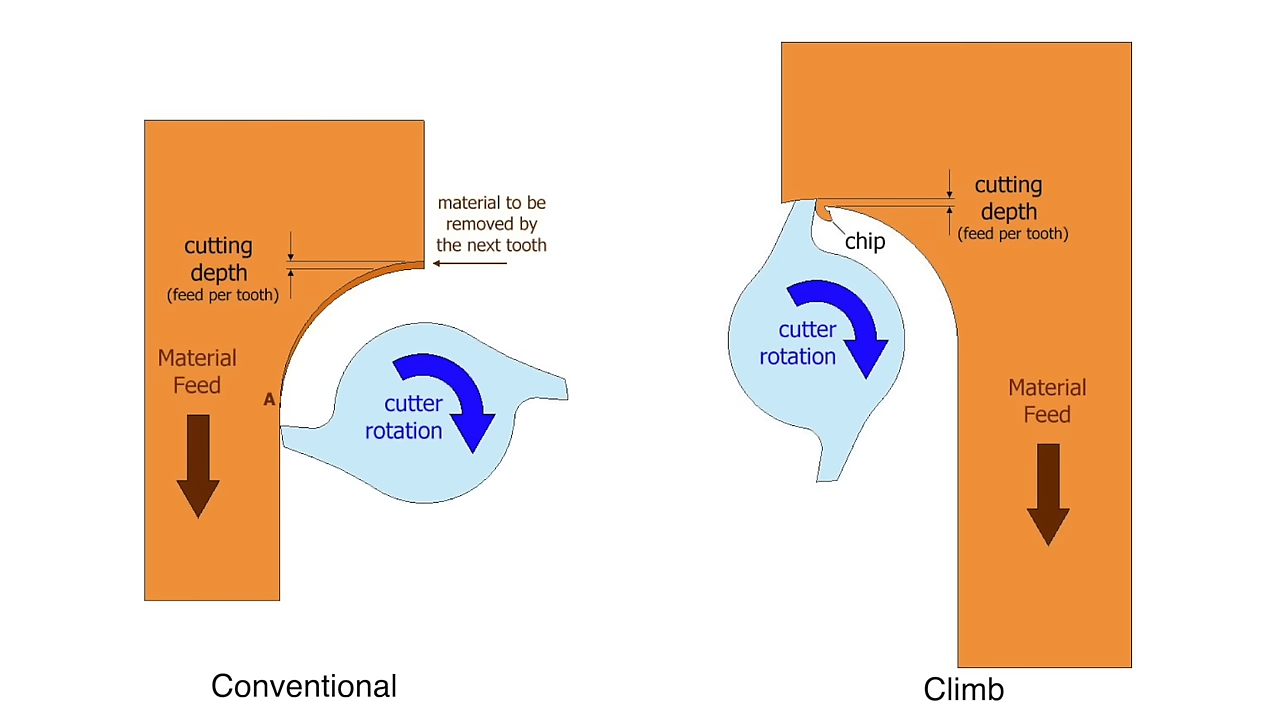 material to be
removed by
the next tooth
cutting
depth
(feed per tooth)
Material
Feed
A
cutter
rotation
Conventional
cutting
depth
(feed per tooth)
chip
cutter
rotation
Material
Feed
Climb